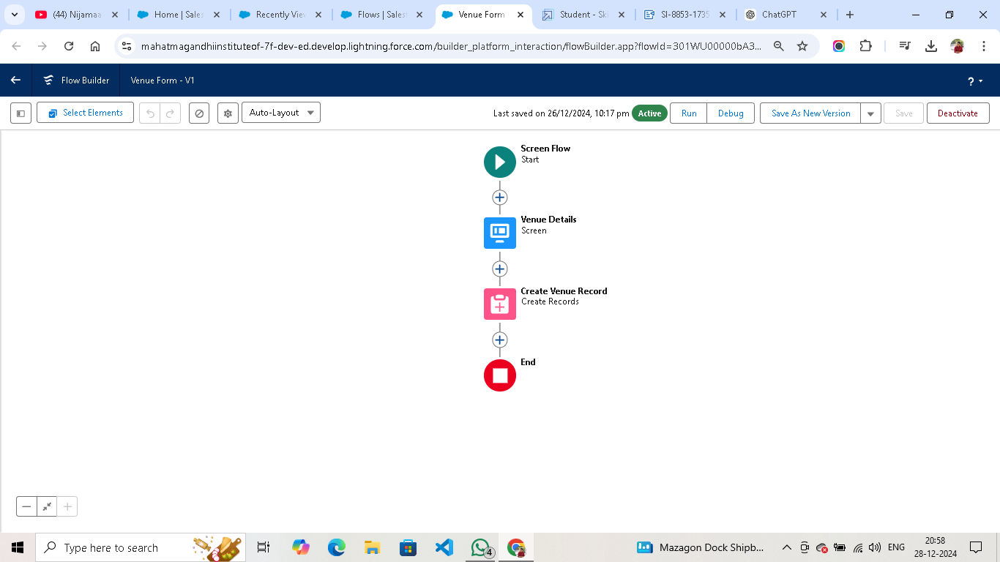 (44) Nijamaa
Home | Sales
Recently View
Flows | Salesf
Venue Form
Student - Ski
SI-8853-1735
ChatGPT
mahatmagandhiinstituteof-7f-dev-ed.develop.lightning.force.com/builder_platform_interaction/flowBuilder.app?flowId=301WU00000bA3...
Flow Builder
Venue Form - V1
?
Select Elements
Auto-Layout
Last saved on 26/12/2024, 10:17 pm
Active
Run
Debug
Save As New Version
Save
Deactivate
Screen Flow
Start
Venue Details
Screen
Create Venue Record
Create Records
End
Type here to search
4
Mazagon Dock Shipb...
ENG
20:58
28-12-2024